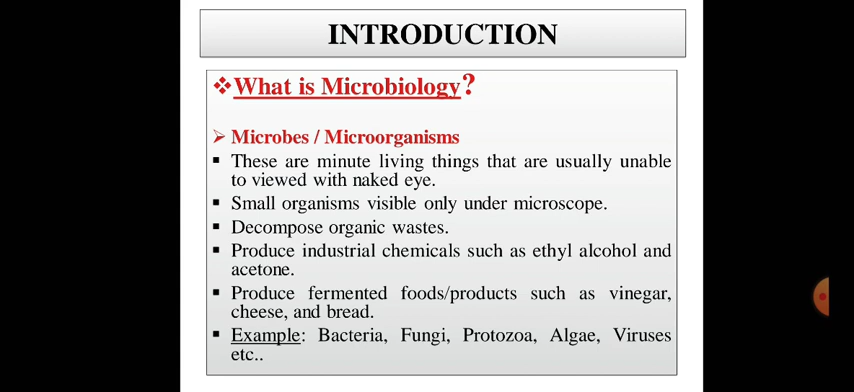 INTRODUCTION
❖What is Microbiology?
➢ Microbes / Microorganisms
▪ These are minute living things that are usually unable
to viewed with naked eye.
▪ Small organisms visible only under microscope.
▪ Decompose organic wastes.
▪ Produce industrial chemicals such as ethyl alcohol and
acetone.
▪ Produce fermented foods/products such as vinegar,
cheese, and bread.
▪ Example: Bacteria, Fungi, Protozoa, Algae, Viruses
etc..